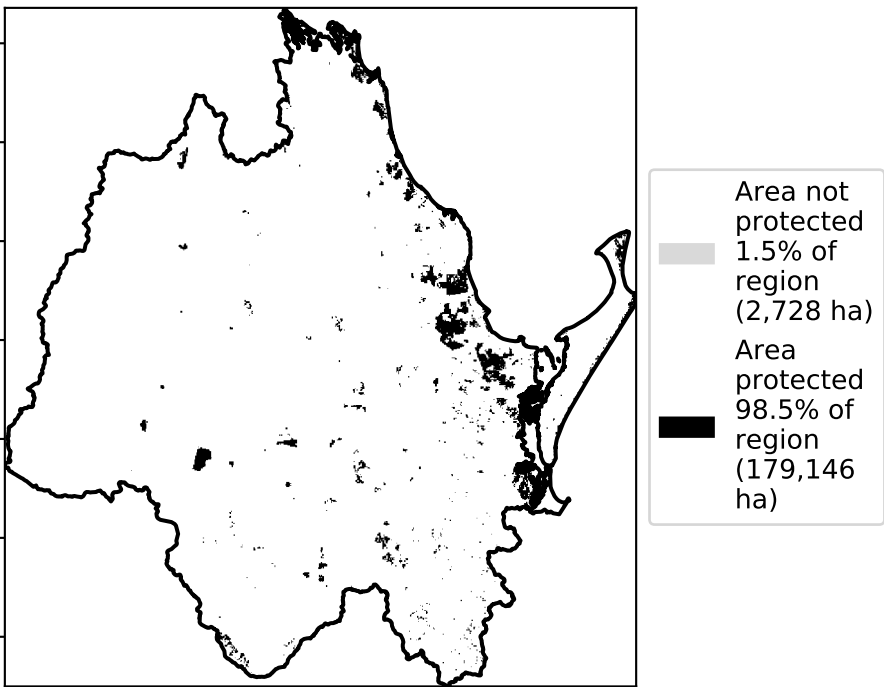 Area not
protected
1.5% of
region
(2,728 ha)
Area
protected
98.5% of
region
(179,146
ha)